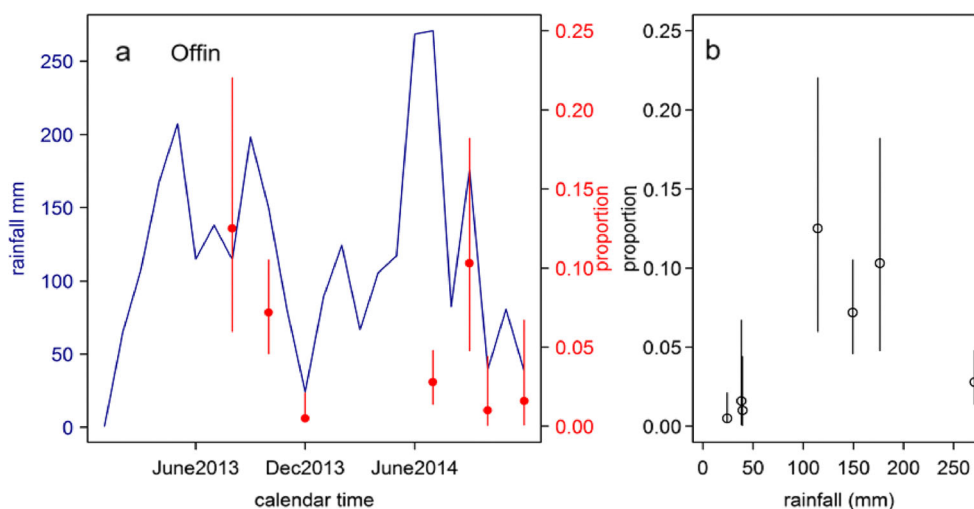 a Offin
rainfall mm
250
200
150
100
50
0
June2013 Dec2013 June2014
calendar time
0.25
0.20
0.15
0.10
0.05
0.00
proportion
b
proportion
0.25
0.20
0.15
0.10
0.05
0.00
0 50 100 150 200 250
rainfall (mm)